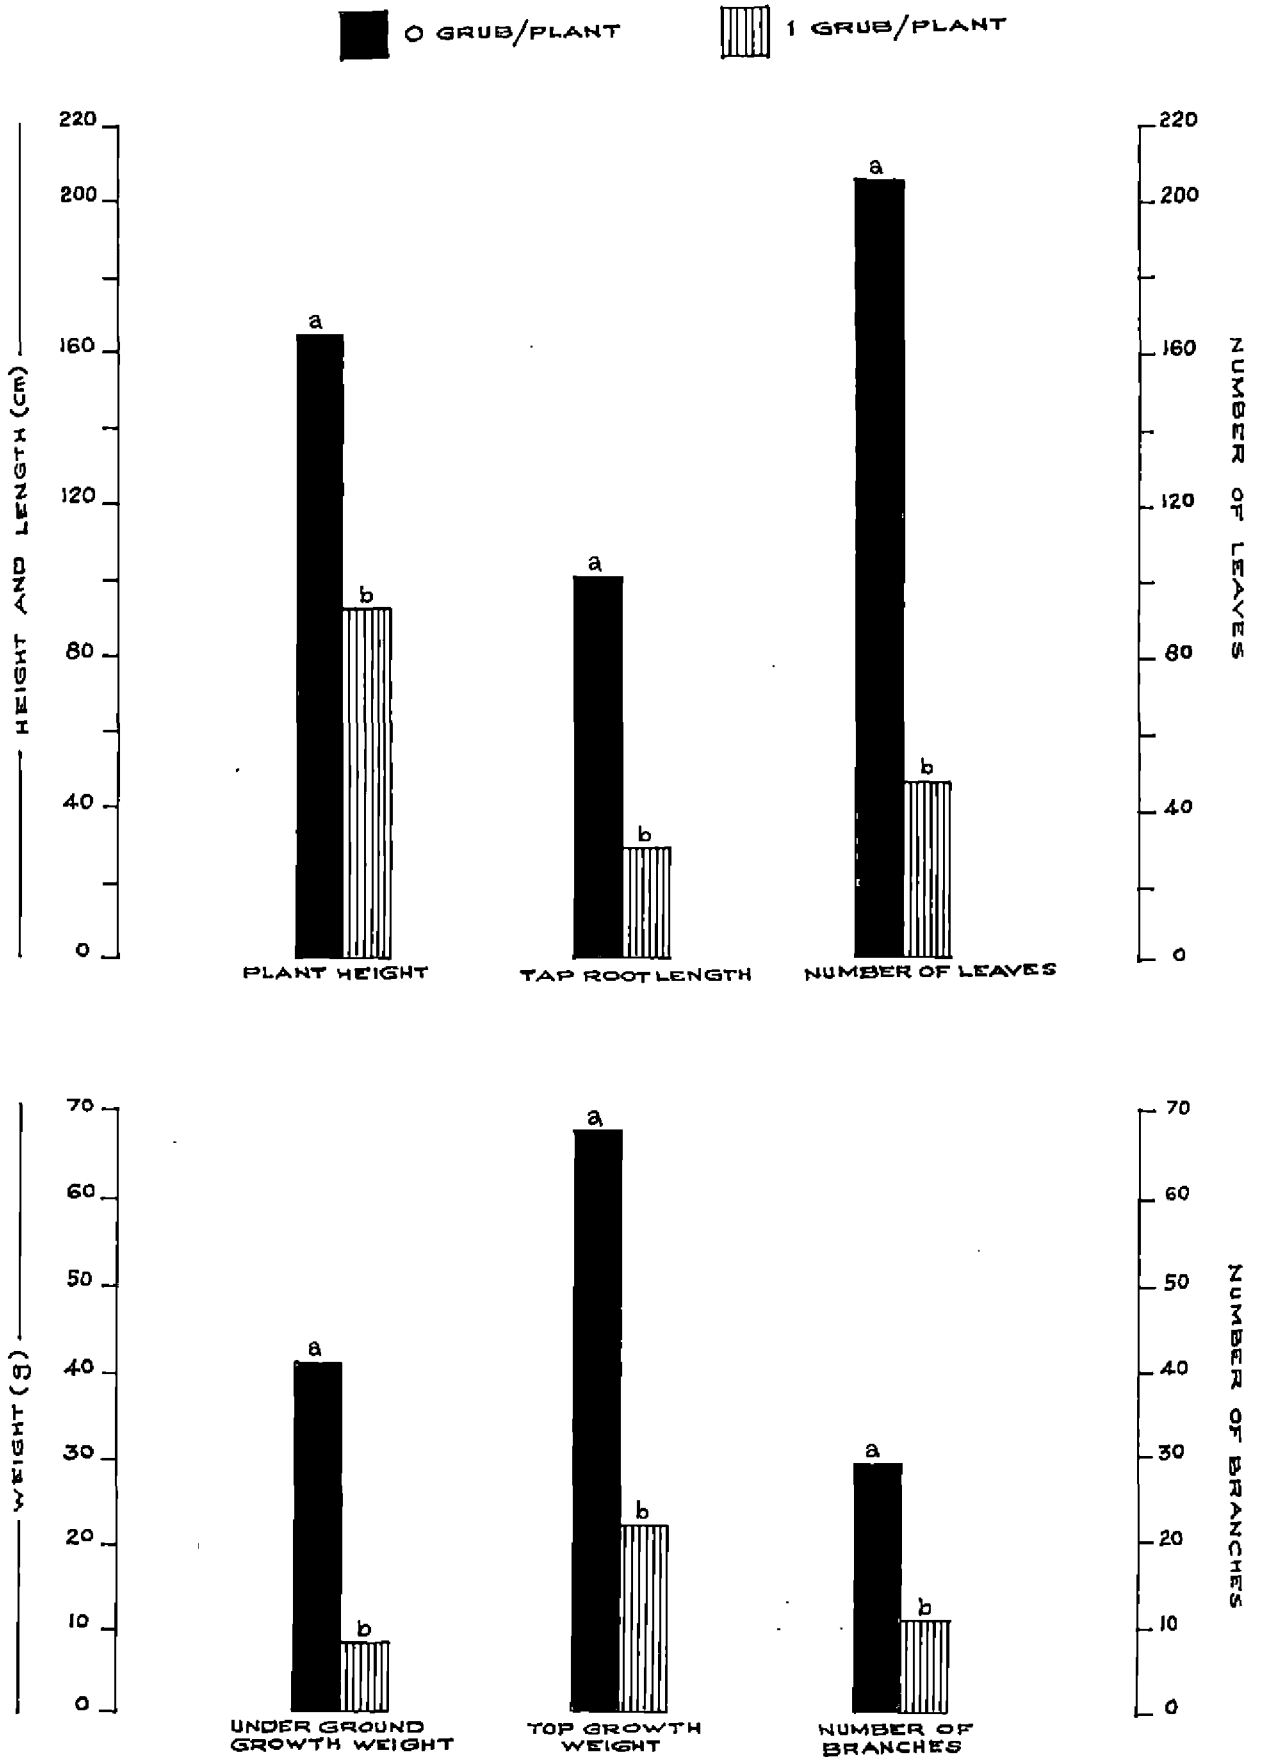 0 GRUB/PLANT
1 GRUB/PLANT
HEIGHT AND LENGTH (cm)
220
200
160
120
80
40
0
a
b
a
b
a
b
220
200
160
120
80
40
0
NUMBER OF LEAVES
PLANT HEIGHT
TAP ROOT LENGTH
NUMBER OF LEAVES
WEIGHT (g)
70
60
50
40
30
20
10
0
a
b
a
b
a
b
70
60
50
40
30
20
10
0
NUMBER OF BRANCHES
UNDER GROUND
GROWTH WEIGHT
TOP GROWTH
WEIGHT
NUMBER OF
BRANCHES